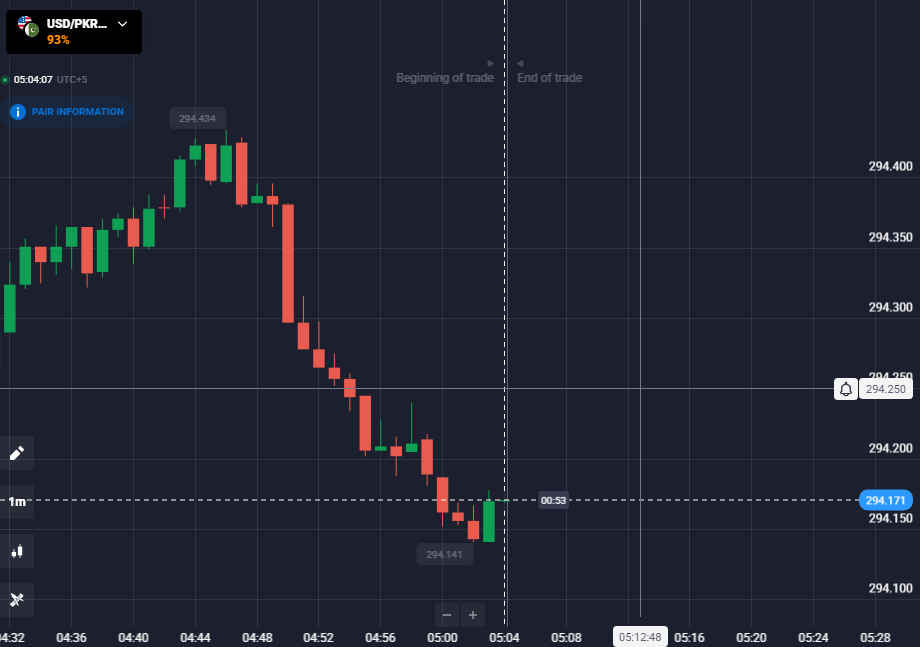 USD/PKR...
93%
05:04:07 UTC+5
PAIR INFORMATION
Beginning of trade
End of trade
294.434
294.400
294.350
294.300
294.250
294.250
294.200
1m
00:53
294.171
294.150
294.141
294.100
04:32 04:36 04:40 04:44 04:48 04:52 04:56 05:00 05:04 05:08 05:12:48 05:16 05:20 05:24 05:28